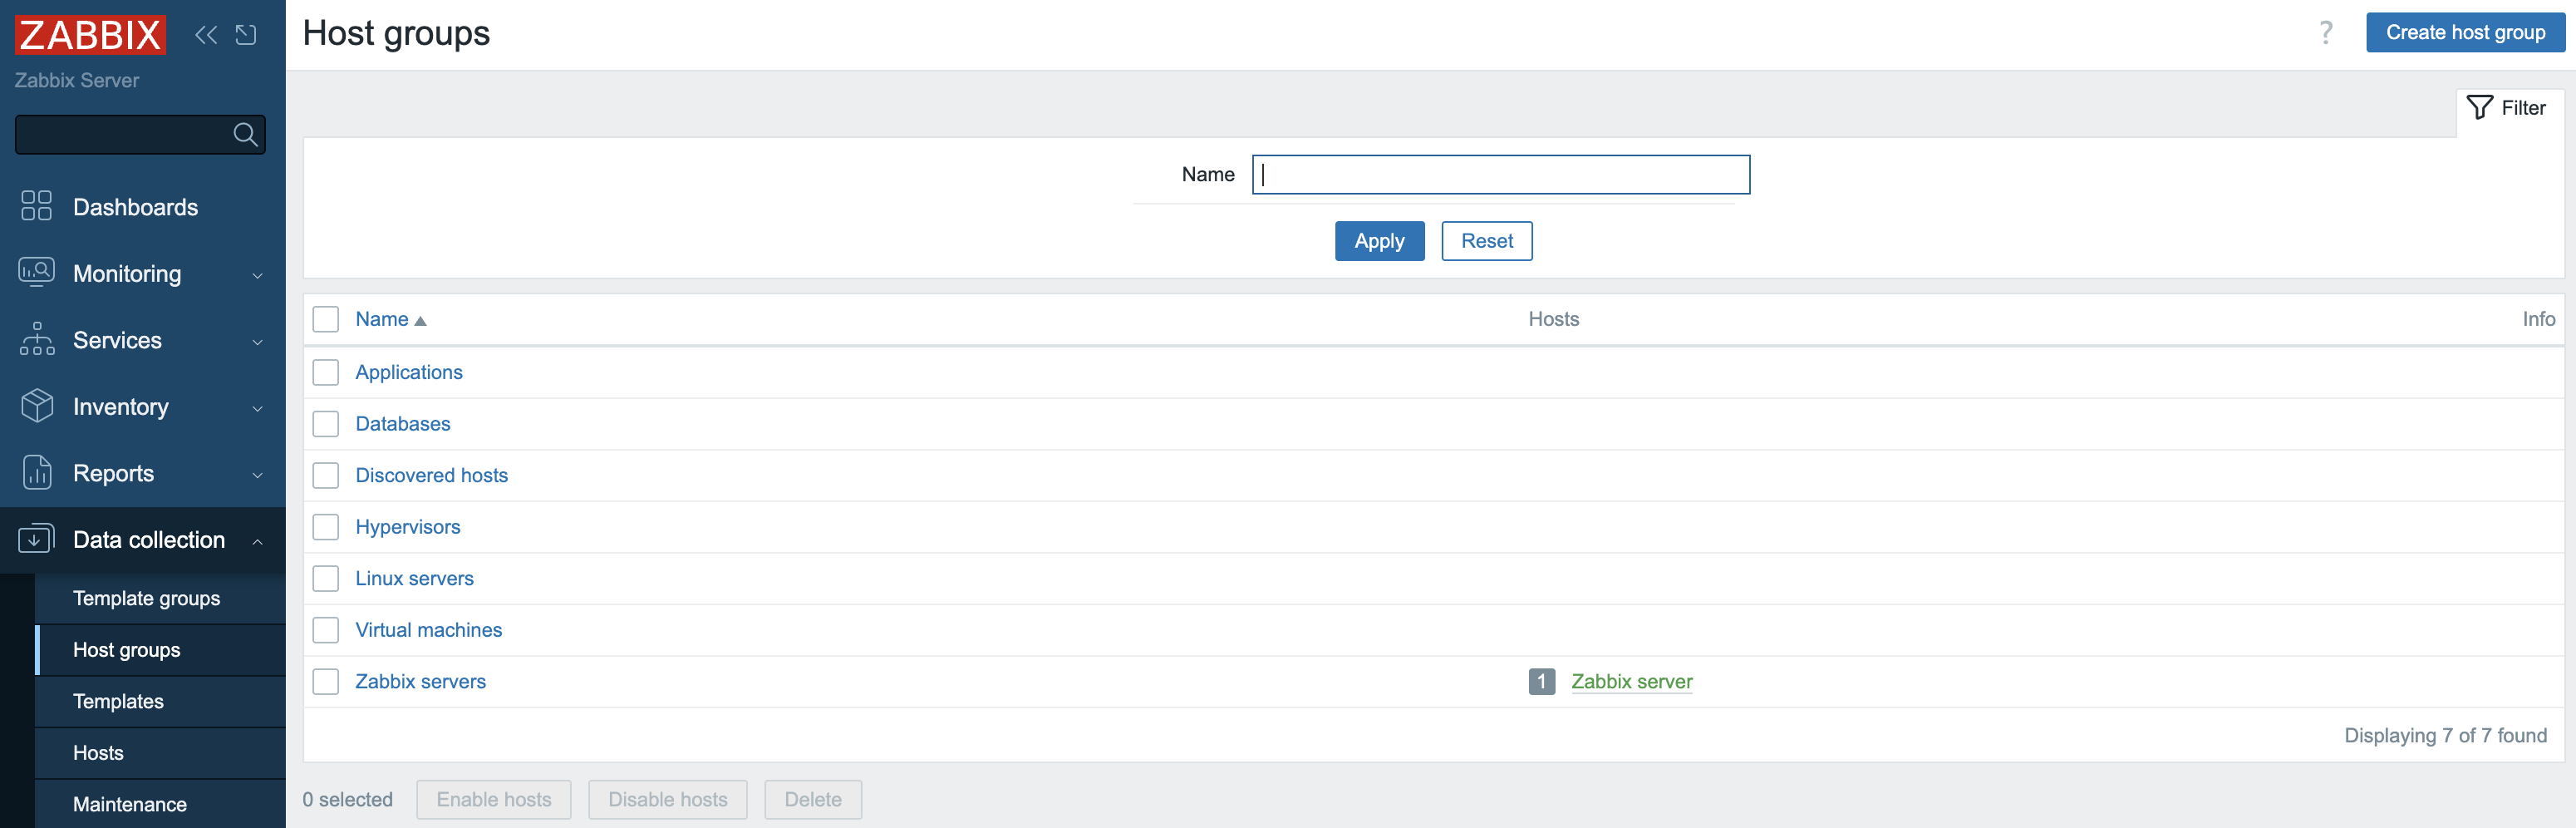 ZABBIX
Zabbix Server
Dashboards
Monitoring
Services
Inventory
Reports
Data collection
Template groups
Host groups
Templates
Hosts
Maintenance
Host groups
? Create host group
Filter
Name
Apply Reset
Name Hosts Info
Applications
Databases
Discovered hosts
Hypervisors
Linux servers
Virtual machines
Zabbix servers 1 Zabbix server
Displaying 7 of 7 found
0 selected Enable hosts Disable hosts Delete